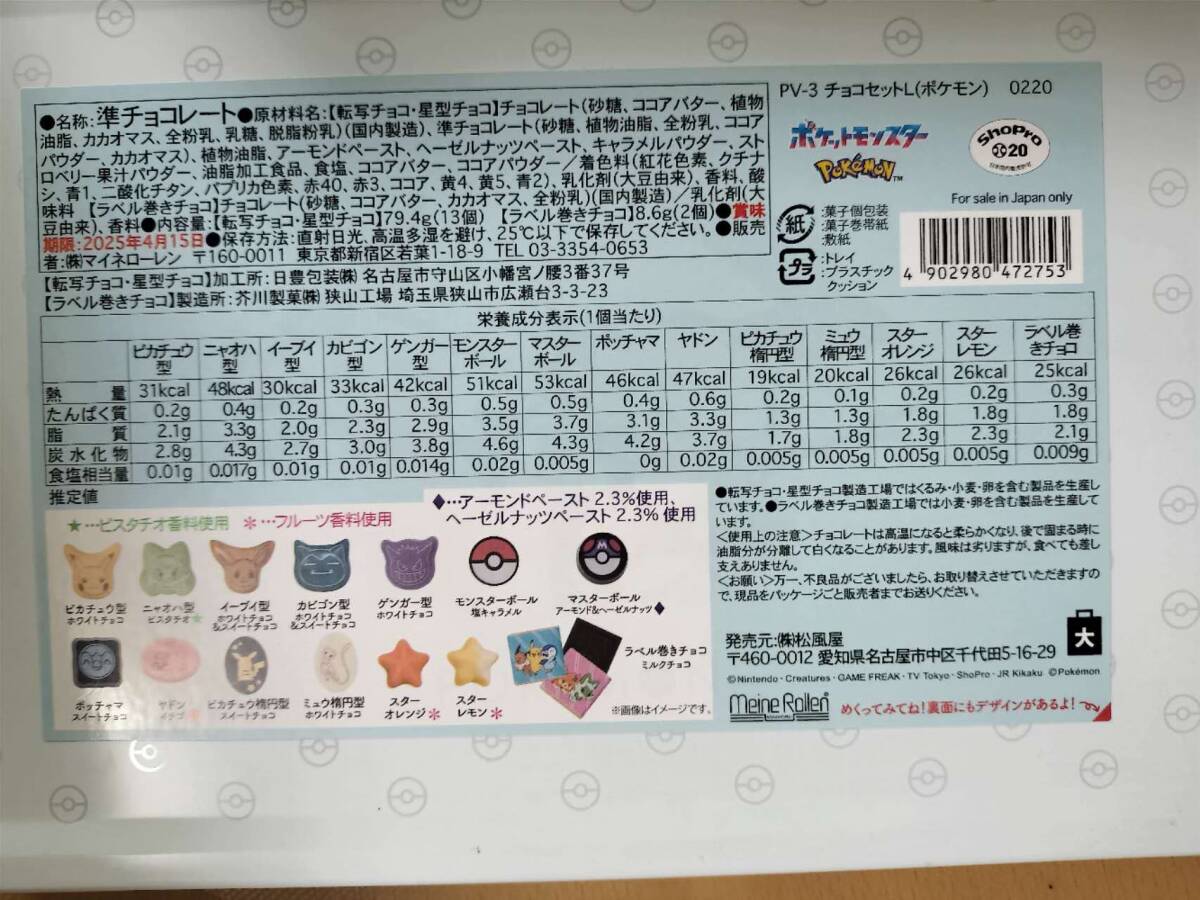 ●名称:準チョコレート●原材料名:【転写チョコ・星型チョコ】チョコレート(砂糖、ココアバター、植物
油脂、カカオマス、全粉乳、乳糖、脱脂粉乳)(国内製造)、準チョコレート(砂糖、植物油脂、全粉乳、ココア
パウダー、カカオマス)、植物油脂、アーモンドペースト、ヘーゼルナッツペースト、キャラメルパウダー、スト
ロベリー果汁パウダー、油脂加工食品、食塩、ココアバター、ココアパウダー/着色料(紅花色素、クチナ
シ、青1、二酸化チタン、パプリカ色素、赤40、赤3、ココア、黄4、黄5、青2)、乳化剤(大豆由来)、香料、酸
味料 【ラベル巻きチョコ】チョコレート(砂糖、ココアバター、カカオマス、全粉乳)(国内製造)/乳化剤(大
豆由来)、香料●内容量:【転写チョコ・星型チョコ】79.4g(13個) 【ラベル巻きチョコ】8.6g(2個)●賞味
期限:2025年4月15日●保存方法:直射日光、高温多湿を避け、25℃以下で保存してください。●販売
者:㈱マイネローレン 〒160-0011 東京都新宿区若葉1-18-9 TEL 03-3354-0653
【転写チョコ・星型チョコ】加工所:日豊包装㈱ 名古屋市守山区小幡宮ノ腰3番37号
【ラベル巻きチョコ】製造所:芥川製菓㈱ 狭山工場 埼玉県狭山市広瀬台3-3-23
PV-3 チョコセットL(ポケモン) 0220
ポケットモンスター
POKéMON™
ShoPro
20
For sale in Japan only
紙
:菓子個包装
:菓子巻帯紙
:敷紙
プラ
:トレイ
:プラスチック
クッション
4 902980 472753
栄養成分表示(1個当たり)
ピカチュウ型 ニャオハ型 イーブイ型 カビゴン型 ゲンガー型 モンスターボール マスターボール ポッチャマ ヤドン ピカチュウ楕円型 ミュウ楕円型 スターオレンジ スターレモン ラベル巻きチョコ
熱量 31kcal 48kcal 30kcal 33kcal 42kcal 51kcal 53kcal 46kcal 47kcal 19kcal 20kcal 26kcal 26kcal 25kcal
たんぱく質 0.2g 0.4g 0.2g 0.3g 0.3g 0.5g 0.5g 0.4g 0.6g 0.2g 0.1g 0.2g 0.2g 0.3g
脂質 2.1g 3.3g 2.0g 2.3g 2.9g 3.5g 3.7g 3.1g 3.3g 1.3g 1.3g 1.8g 1.8g 1.8g
炭水化物 2.8g 4.3g 2.7g 3.0g 3.8g 4.6g 4.3g 4.2g 3.7g 1.7g 1.8g 2.3g 2.3g 2.1g
食塩相当量 0.01g 0.017g 0.01g 0.01g 0.014g 0.02g 0.005g 0g 0.02g 0.005g 0.005g 0.005g 0.005g 0.009g
推定値
★…ピスタチオ香料使用 *…フルーツ香料使用
◆…アーモンドペースト 2.3%使用、
ヘーゼルナッツペースト 2.3%使用
ピカチュウ型 ニャオハ型 イーブイ型 カビゴン型 ゲンガー型 モンスターボール マスターボール
ホワイトチョコ ピスタチオ★ ホワイトチョコ&スイートチョコ ホワイトチョコ&スイートチョコ ホワイトチョコ 塩キャラメル アーモンド&ヘーゼルナッツ◆
ポッチャマ ヤドン ピカチュウ楕円型 ミュウ楕円型 スター オレンジ* スター レモン* ラベル巻きチョコ
スイートチョコ イチゴ* スイートチョコ ホワイトチョコ ミルクチョコ
※画像はイメージです。
●転写チョコ・星型チョコ製造工場ではくるみ・小麦・卵を含む製品を生産し
ています。●ラベル巻きチョコ製造工場では小麦・卵を含む製品を生産して
います。
<使用上の注意>チョコレートは高温になると柔らかくなり、後で固まる時に
油脂分が分離して白くなることがあります。風味は劣りますが、食べても差し
支えありません。
<お願い>万一、不良品がございましたら、お取り替えさせていただきますの
で、現品をパッケージごと販売者までお送りください。
発売元:㈱松風屋
〒460-0012 愛知県名古屋市中区千代田5-16-29
大
©Nintendo・Creatures・GAME FREAK・TV Tokyo・ShoPro・JR Kikaku ©Pokémon
Meine Rollen
めくってみてね!裏面にもデザインがあるよ!